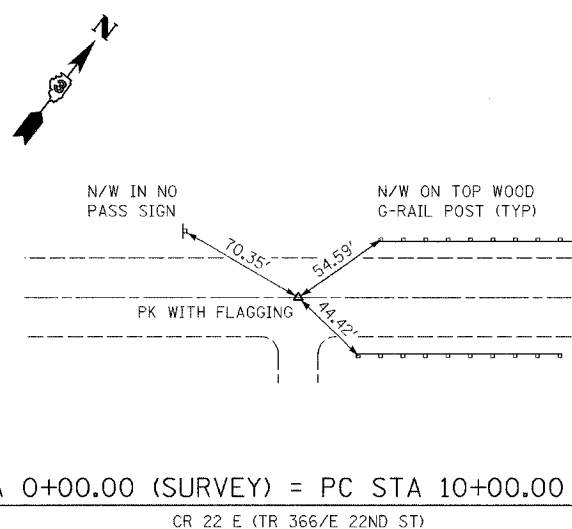 N
N/W IN NO
PASS SIGN
N/W ON TOP WOOD
G-RAIL POST (TYP)
70.35'
54.59'
PK WITH FLAGGING
44.42'
A 0+00.00 (SURVEY) = PC STA 10+00.00
CR 22 E (TR 366/E 22ND ST)